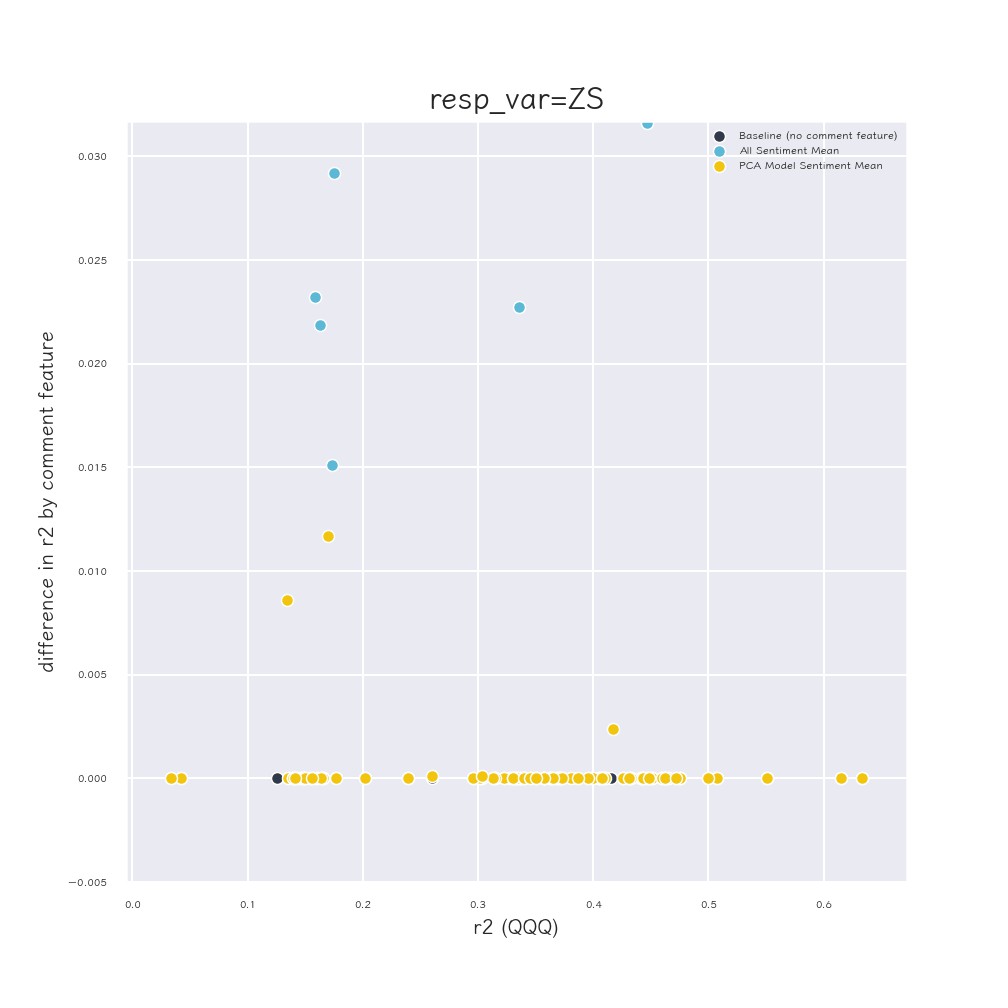 resp_var=ZS
Baseline (no comment feature)
All Sentiment Mean
PCA Model Sentiment Mean
difference in r2 by comment feature
0.030
0.025
0.020
0.015
0.010
0.005
0.000
−0.005
0.0 0.1 0.2 0.3 0.4 0.5 0.6
r2 (QQQ)